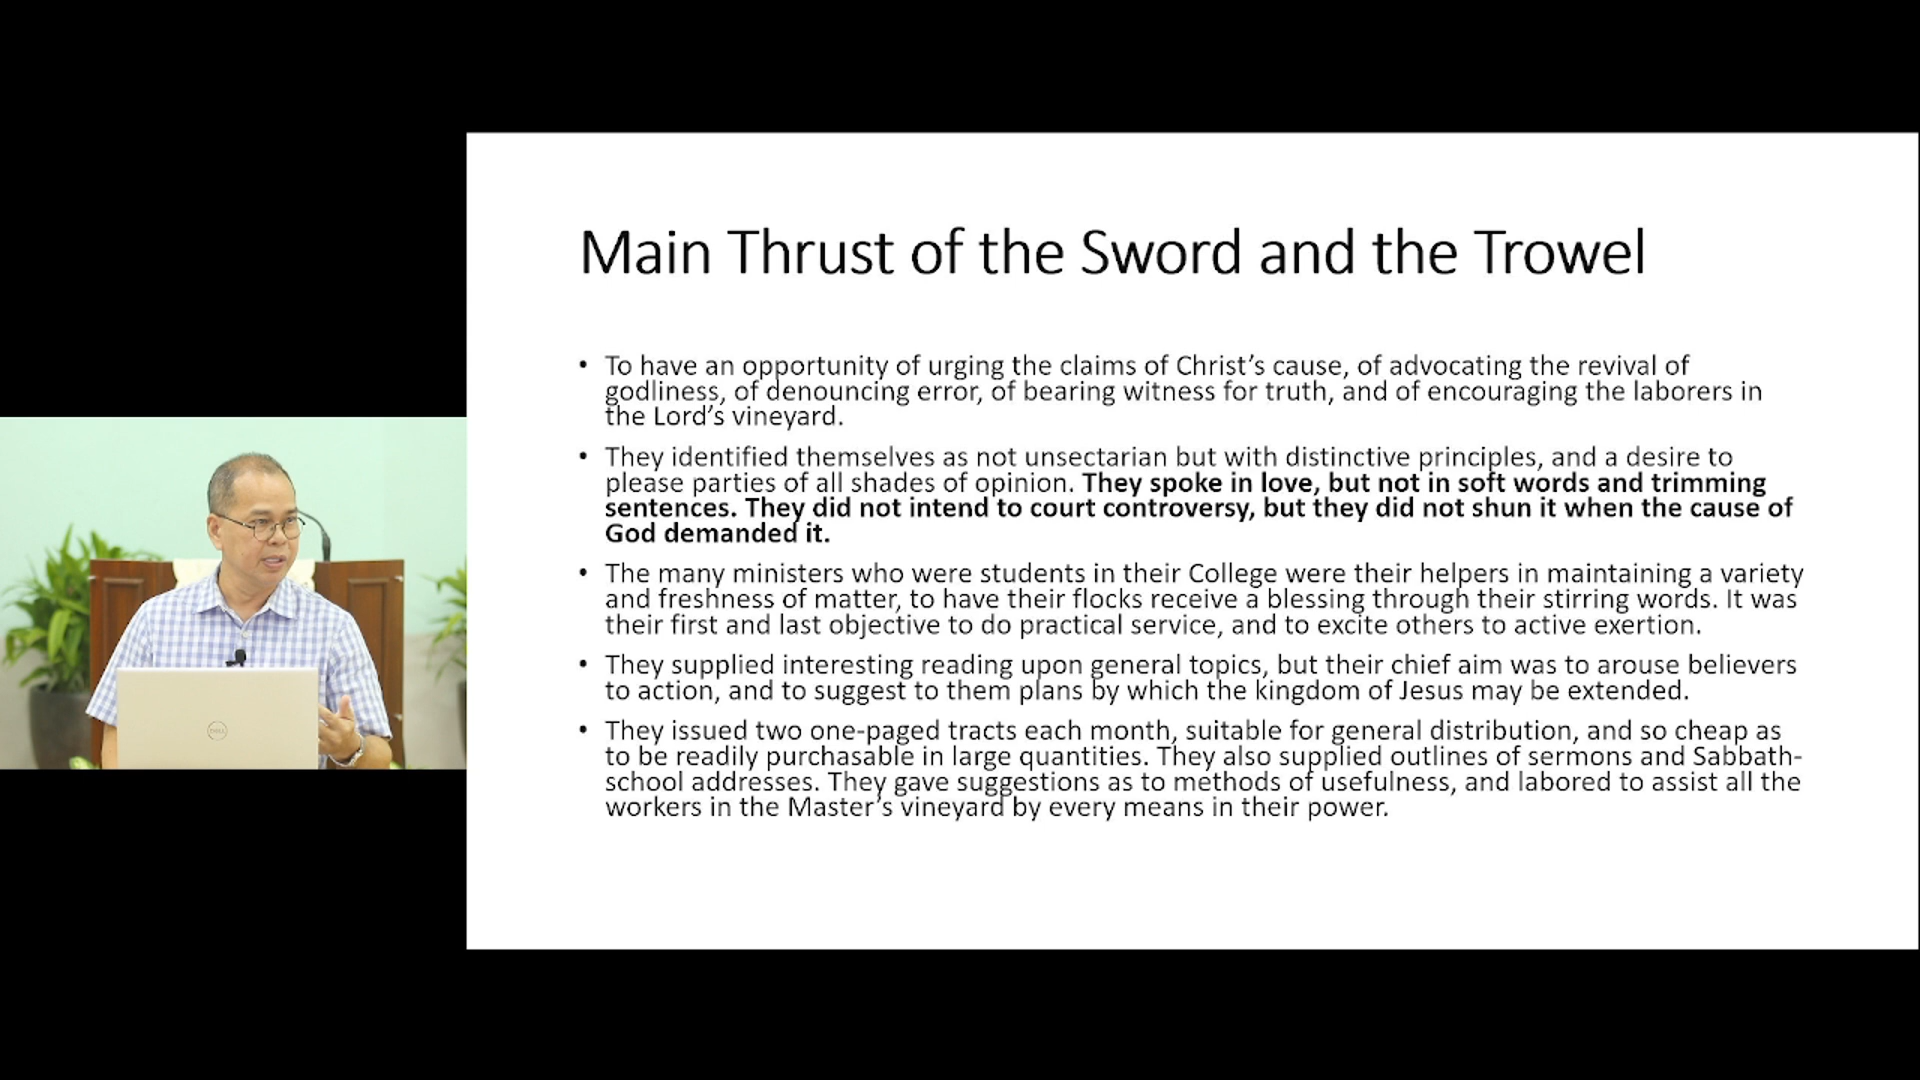 Main Thrust of the Sword and the Trowel
• To have an opportunity of urging the claims of Christ’s cause, of advocating the revival of
godliness, of denouncing error, of bearing witness for truth, and of encouraging the laborers in
the Lord’s vineyard.
• They identified themselves as not unsectarian but with distinctive principles, and a desire to
please parties of all shades of opinion. They spoke in love, but not in soft words and trimming
sentences. They did not intend to court controversy, but they did not shun it when the cause of
God demanded it.
• The many ministers who were students in their College were their helpers in maintaining a variety
and freshness of matter, to have their flocks receive a blessing through their stirring words. It was
their first and last objective to do practical service, and to excite others to active exertion.
• They supplied interesting reading upon general topics, but their chief aim was to arouse believers
to action, and to suggest to them plans by which the kingdom of Jesus may be extended.
• They issued two one-paged tracts each month, suitable for general distribution, and so cheap as
to be readily purchasable in large quantities. They also supplied outlines of sermons and Sabbath-
school addresses. They gave suggestions as to methods of usefulness, and labored to assist all the
workers in the Master’s vineyard by every means in their power.
DELL